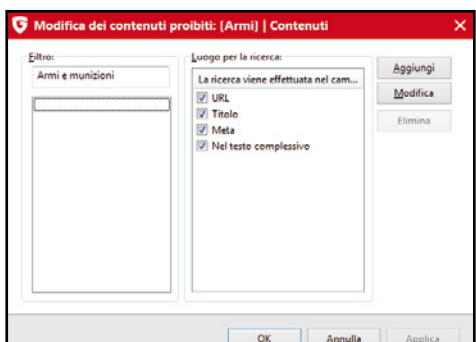 Modifica dei contenuti proibiti: [Armi] | Contenuti
Filtro:
Armi e munizioni
Luogo per la ricerca:
La ricerca viene effettuata nel cam...
URL
Titolo
Meta
Nel testo complessivo
Aggiungi
Modifica
Elimina
OK
Annulla
Applica